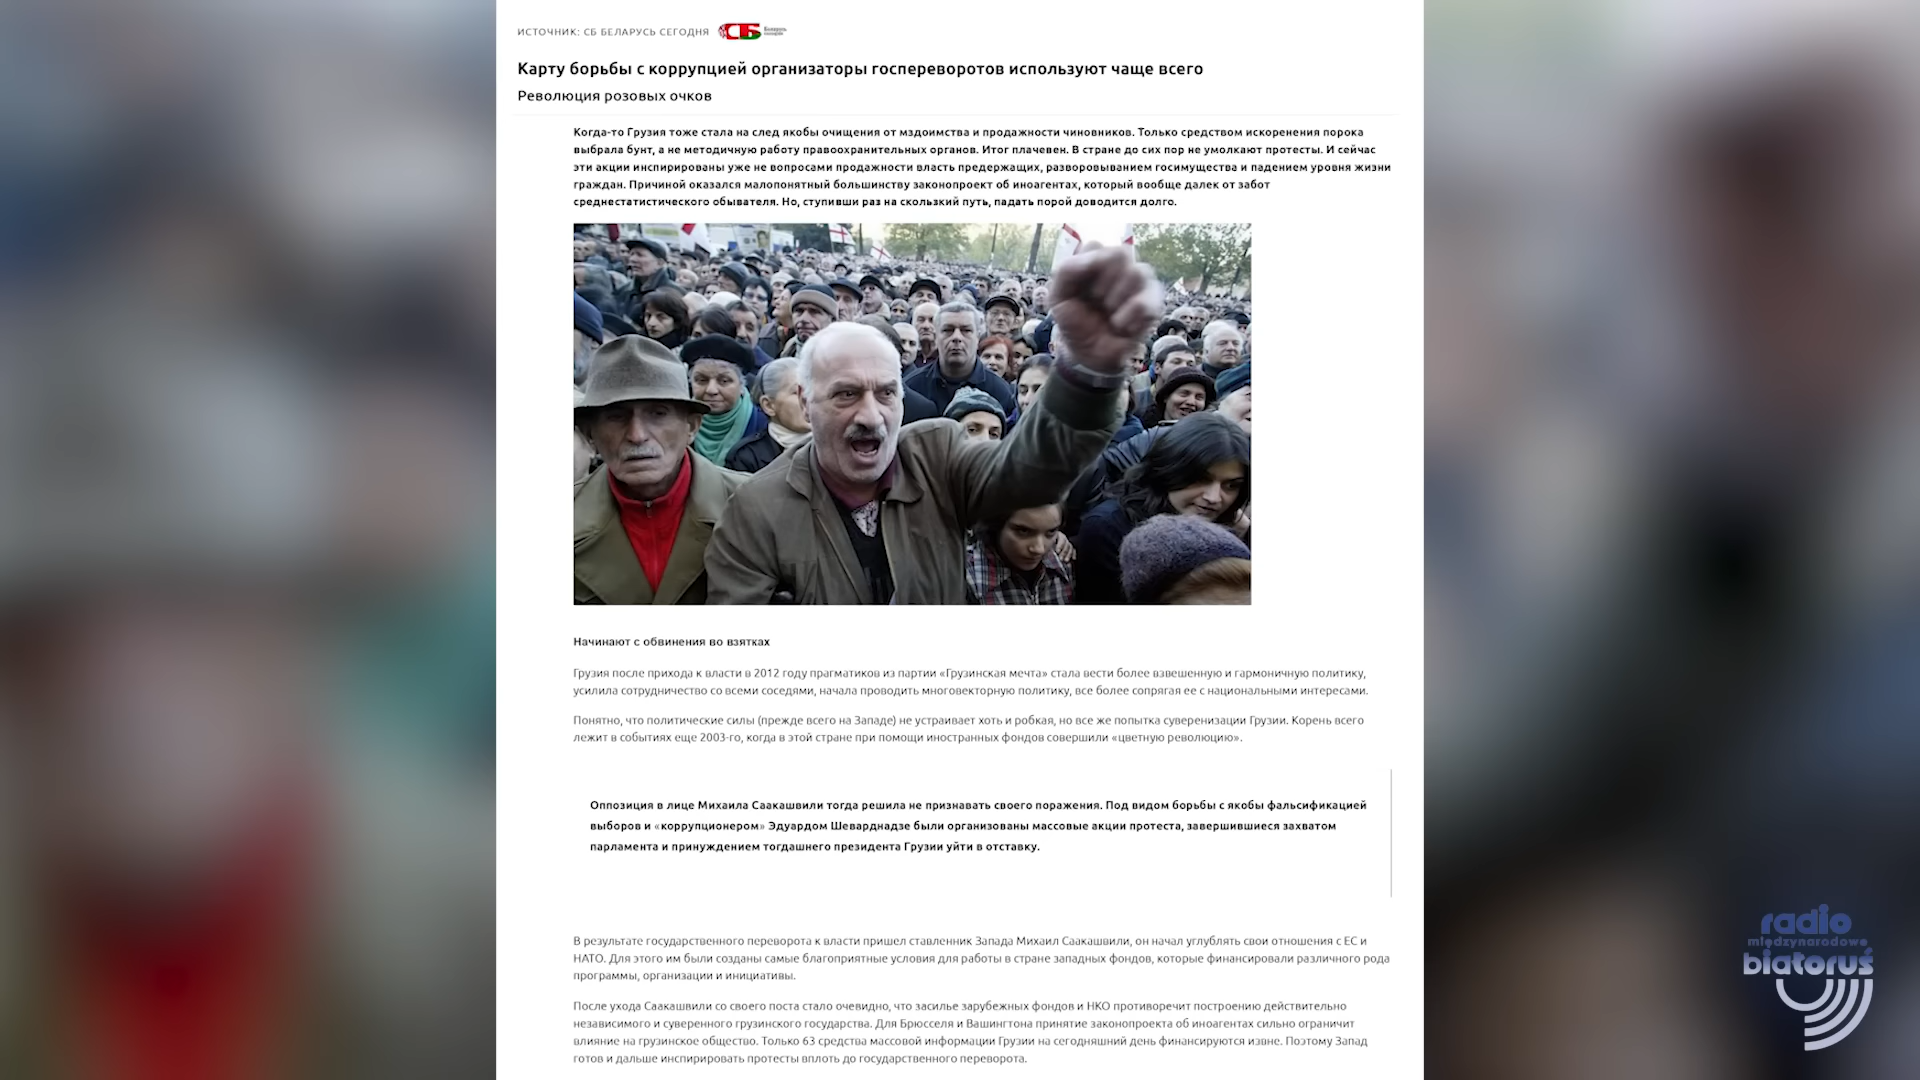 ИСТОЧНИК: СБ БЕЛАРУСЬ СЕГОДНЯ СБ
Карту борьбы с коррупцией организаторы госпереворотов используют чаще всего
Революция розовых очков
Когда-то Грузия тоже стала на след якобы очищения от мздоимства и продажности чиновников. Только средством искоренения порока
выбрала бунт, а не методичную работу правоохранительных органов. Итог плачевен. В стране до сих пор не умолкают протесты. И сейчас
эти акции инспирированы уже не вопросами продажности власть предержащих, разворовыванием госимущества и падением уровня жизни
граждан. Причиной оказался малопонятный большинству законопроект об иноагентах, который вообще далек от забот
среднестатистического обывателя. Но, ступивши раз на скользкий путь, падать порой доводится долго.
Начинают с обвинения во взятках
Грузия после прихода к власти в 2012 году прагматиков из партии «Грузинская мечта» стала вести более взвешенную и гармоничную политику,
усилила сотрудничество со всеми соседями, начала проводить многовекторную политику, все более сопрягая ее с национальными интересами.
Понятно, что политические силы (прежде всего на Западе) не устраивает хоть и робкая, но все же попытка суверенизации Грузии. Корень всего
лежит в событиях еще 2003-го, когда в этой стране при помощи иностранных фондов совершили «цветную революцию».
Оппозиция в лице Михаила Саакашвили тогда решила не признавать своего поражения. Под видом борьбы с якобы фальсификацией
выборов и «коррупционером» Эдуардом Шеварднадзе были организованы массовые акции протеста, завершившиеся захватом
парламента и принуждением тогдашнего президента Грузии уйти в отставку.
В результате государственного переворота к власти пришел ставленник Запада Михаил Саакашвили, он начал углублять свои отношения с ЕС и
НАТО. Для этого им были созданы самые благоприятные условия для работы в стране западных фондов, которые финансировали различного рода
программы, организации и инициативы.
После ухода Саакашвили со своего поста стало очевидно, что засилье зарубежных фондов и НКО противоречит построению действительно
независимого и суверенного грузинского государства. Для Брюсселя и Вашингтона принятие законопроекта об иноагентах сильно ограничит
влияние на грузинское общество. Только 63 средства массовой информации Грузии на сегодняшний день финансируются извне. Поэтому Запад
готов и дальше инспирировать протесты вплоть до государственного переворота.
radio
międzynarodowe
białoruś